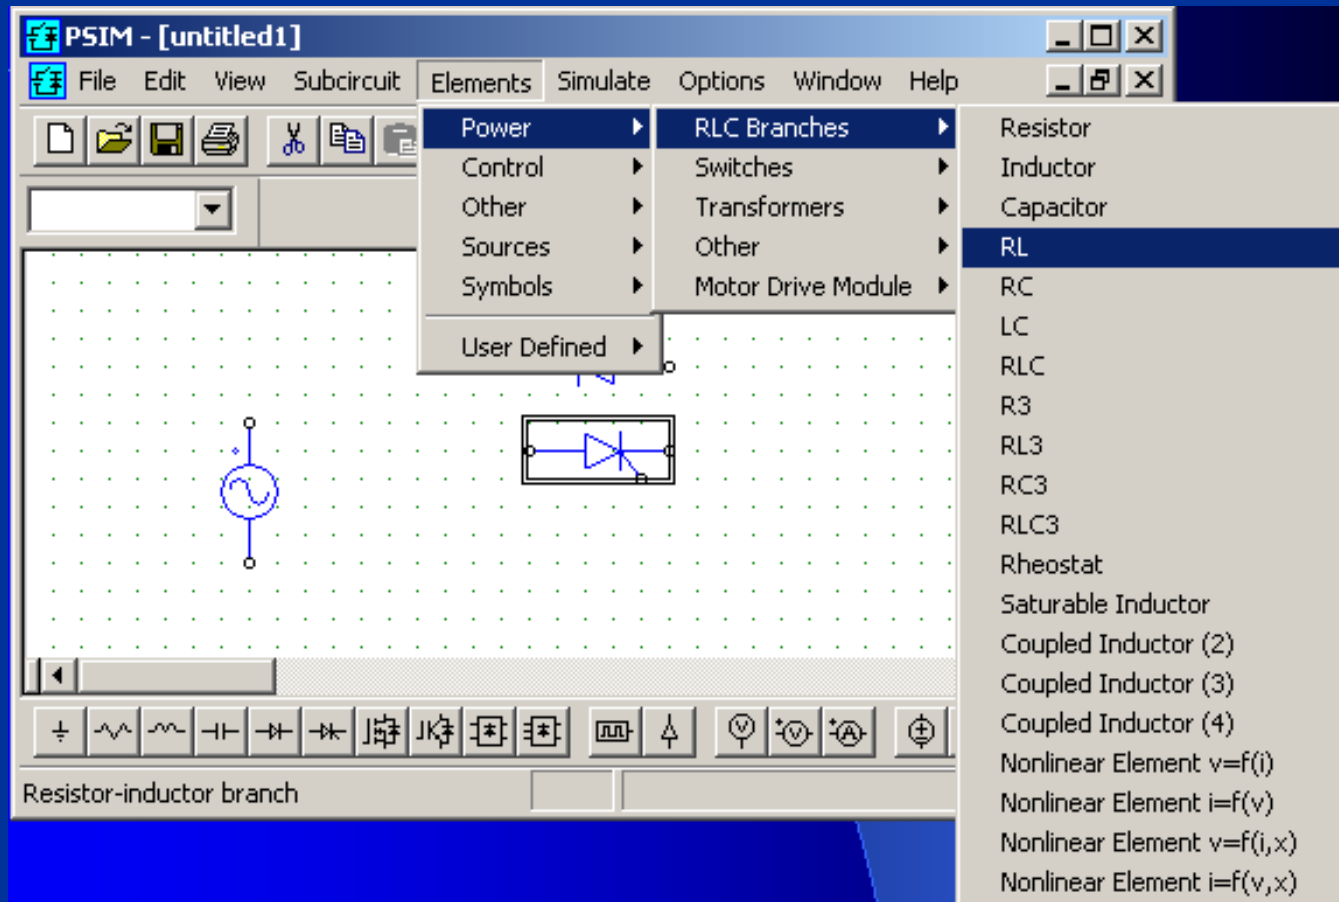 PSIM - [untitled1]
File Edit View Subcircuit Elements Simulate Options Window Help
Power
Control
Other
Sources
Symbols
User Defined
RLC Branches
Switches
Transformers
Other
Motor Drive Module
Resistor
Inductor
Capacitor
RL
RC
LC
RLC
R3
RL3
RC3
RLC3
Rheostat
Saturable Inductor
Coupled Inductor (2)
Coupled Inductor (3)
Coupled Inductor (4)
Nonlinear Element v=f(i)
Nonlinear Element i=f(v)
Nonlinear Element v=f(i,x)
Nonlinear Element i=f(v,x)
Resistor-inductor branch